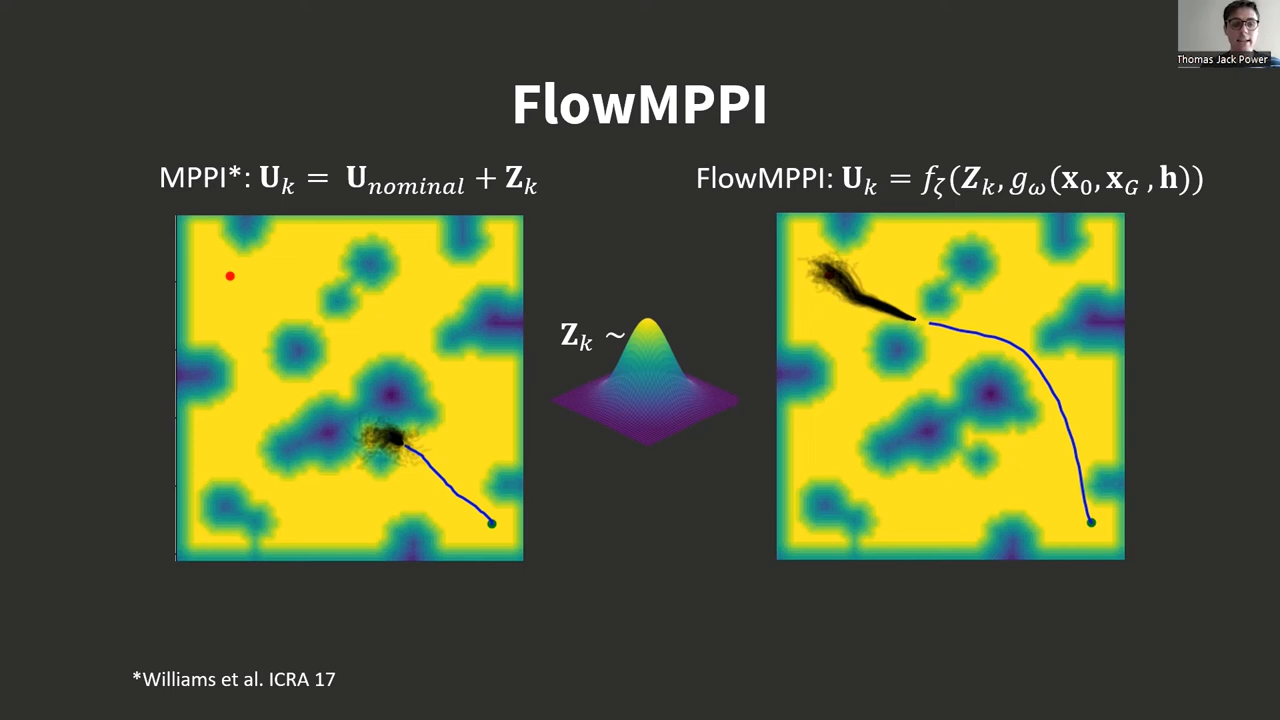 Thomas Jack Power
FlowMPPI
MPPI*: U_k = U_nominal + Z_k
FlowMPPI: U_k = f_ζ(Z_k, g_ω(x_0, x_G , h))
Z_k ~
*Williams et al. ICRA 17